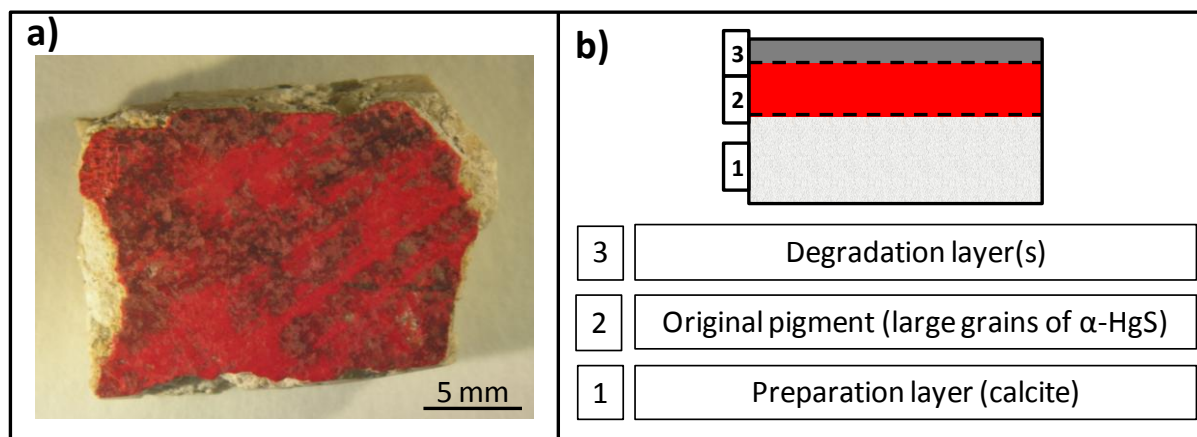 a)
5 mm
b)
3
2
1
3 Degradation layer(s)
2 Original pigment (large grains of α-HgS)
1 Preparation layer (calcite)